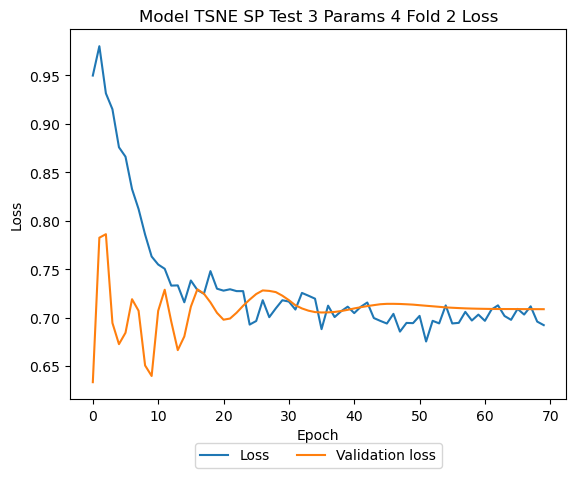 Model TSNE SP Test 3 Params 4 Fold 2 Loss
0.95
0.90
0.85
0.80
0.75
0.70
0.65
Loss
0 10 20 30 40 50 60 70
Epoch
Loss Validation loss